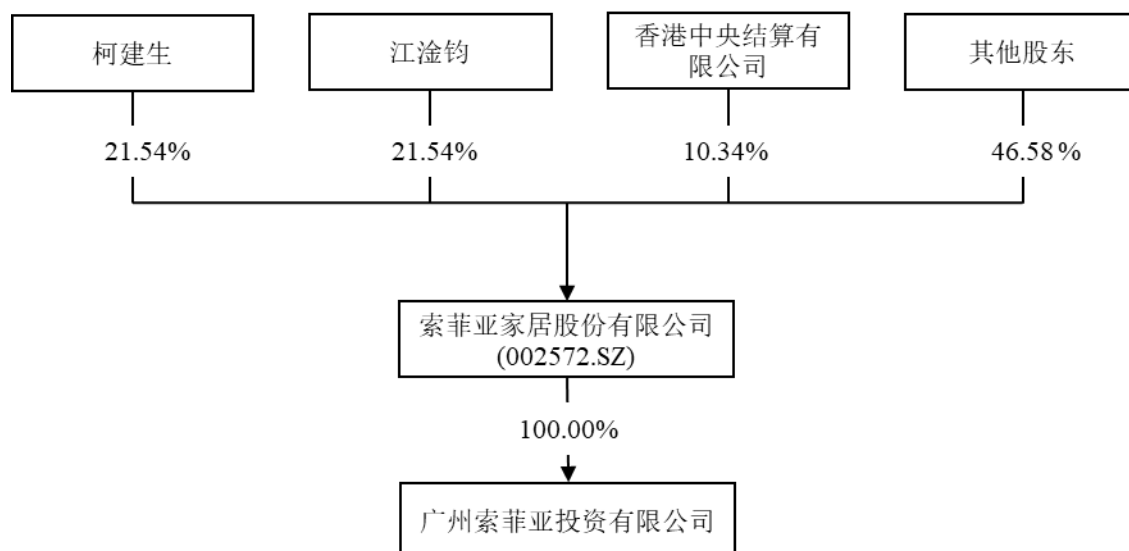 柯建生
江淦钧
香港中央结算有
限公司
其他股东
21.54%
21.54%
10.34%
46.58%
索菲亚家居股份有限公司
(002572.SZ)
100.00%
广州索菲亚投资有限公司